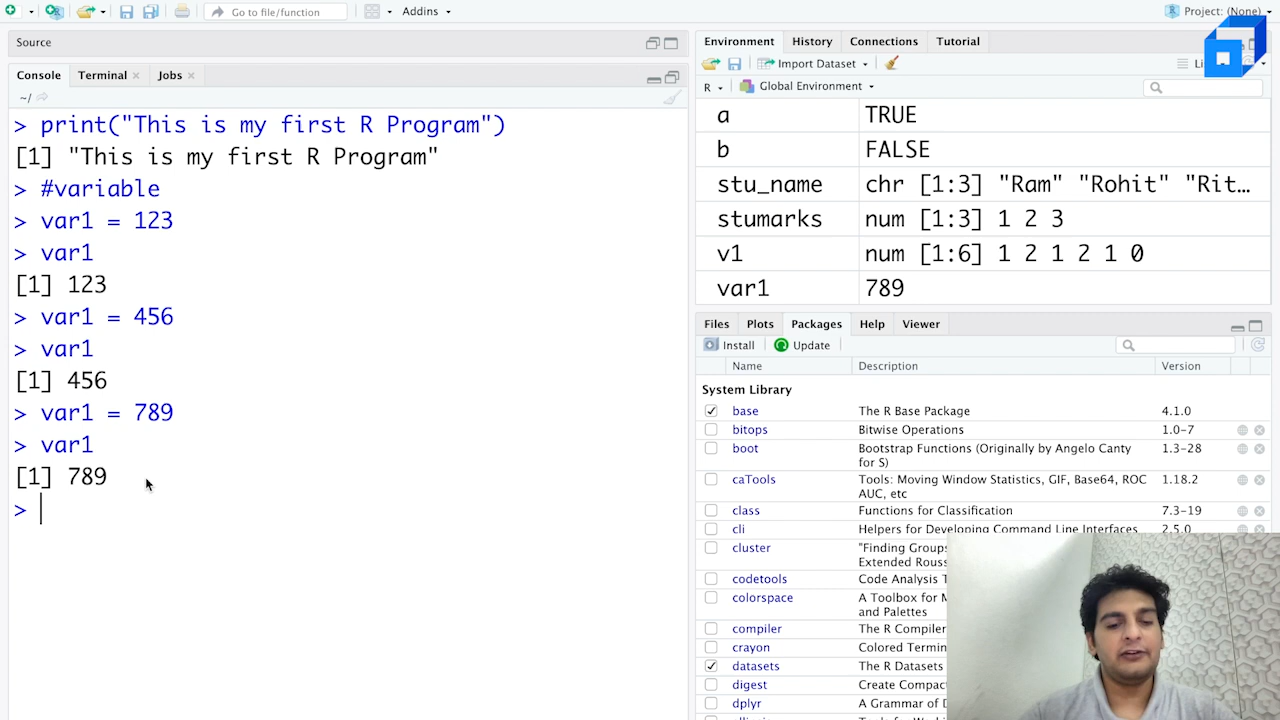 Go to file/function
Addins
Project: (None)
Source
Console
Terminal
Jobs
~/
> print("This is my first R Program")
[1] "This is my first R Program"
> #variable
> var1 = 123
> var1
[1] 123
> var1 = 456
> var1
[1] 456
> var1 = 789
> var1
[1] 789
>
Environment
History
Connections
Tutorial
Import Dataset
R
Global Environment
a TRUE
b FALSE
stu_name chr [1:3] "Ram" "Rohit" "Rit…
stumarks num [1:3] 1 2 3
v1 num [1:6] 1 2 1 2 1 0
var1 789
Files
Plots
Packages
Help
Viewer
Install
Update
Name Description Version
System Library
base The R Base Package 4.1.0
bitops Bitwise Operations 1.0-7
boot Bootstrap Functions (Originally by Angelo Canty 1.3-28
for S)
caTools Tools: Moving Window Statistics, GIF, Base64, ROC 1.18.2
AUC, etc
class Functions for Classification 7.3-19
cli Helpers for Developing Command Line Interfaces 2.5.0
cluster "Finding Groups
Extended Rouss
codetools Code Analysis T
colorspace A Toolbox for M
and Palettes
compiler The R Compiler
crayon Colored Termin
datasets The R Datasets
digest Create Compac
dplyr A Grammar of D